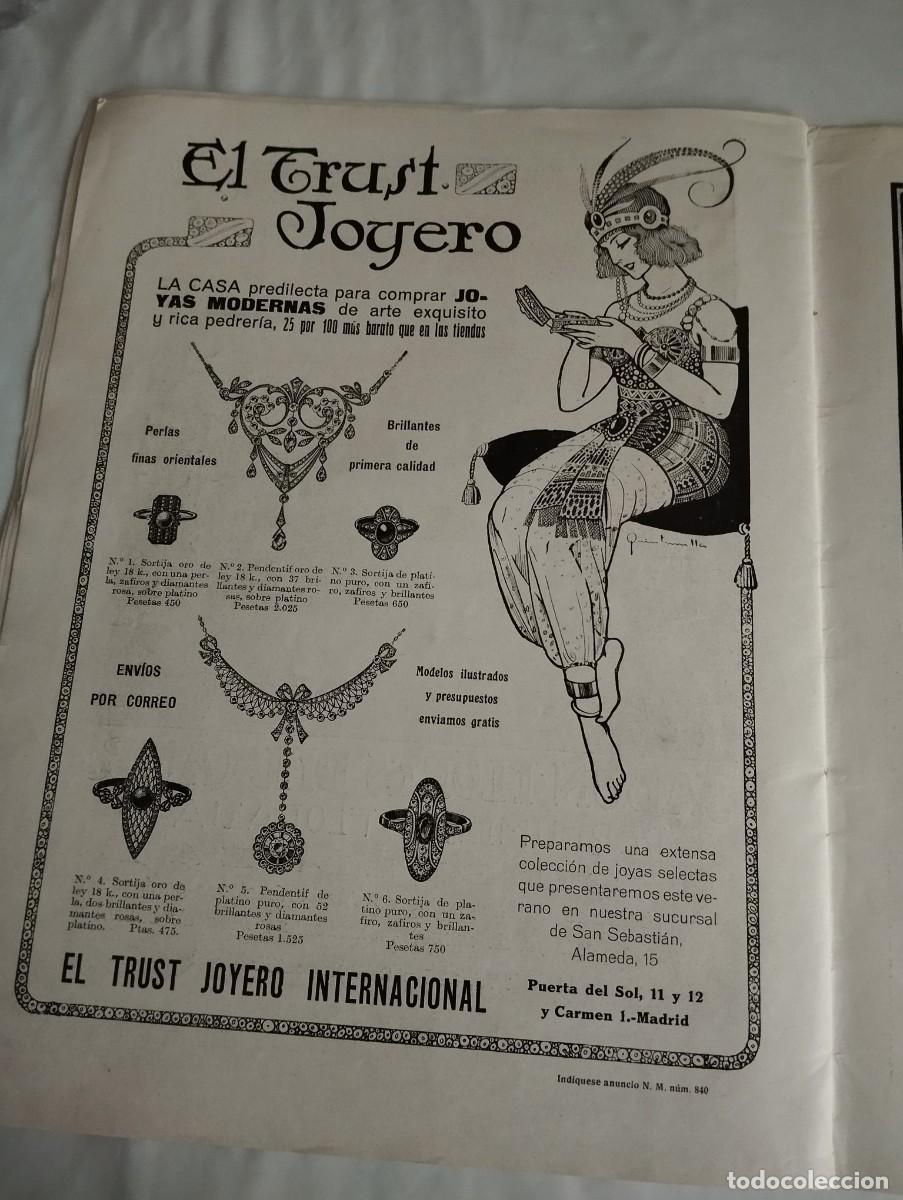 El Trust
Joyero
LA CASA predilecta para comprar JO-
YAS MODERNAS de arte exquisito
y rica pedrería, 25 por 100 más barato que en las tiendas
Perlas
finas orientales
Brillantes
de
primera calidad
N.º 1. Sortija oro de
ley 18 k., con una per-
la, zafiros y diamantes
rosa, sobre platino
Pesetas 450
N.º 2. Pendentif oro de
ley 18 k., con 37 bri-
llantes y diamantes ro-
sas, sobre platino
Pesetas 2.025
N.º 3. Sortija de plati-
no puro, con un zafi-
ro, zafiros y brillantes
Pesetas 650
ENVÍOS
POR CORREO
Modelos ilustrados
y presupuestos
enviamos gratis
N.º 4. Sortija oro de
ley 18 k., con una per-
la, dos brillantes y dia-
mantes rosas, sobre
platino. Ptas. 475.
N.º 5. Pendentif de
platino puro, con 52
brillantes y diamantes
rosas
Pesetas 1.525
N.º 6. Sortija de pla-
tino puro, con un za-
firo, zafiros y brillan-
tes
Pesetas 750
Preparamos una extensa
colección de joyas selectas
que presentaremos este ve-
rano en nuestra sucursal
de San Sebastián,
Alameda, 15
EL TRUST JOYERO INTERNACIONAL
Puerta del Sol, 11 y 12
y Carmen 1.-Madrid
Indíquese anuncio N. M. núm. 840
todocoleccion